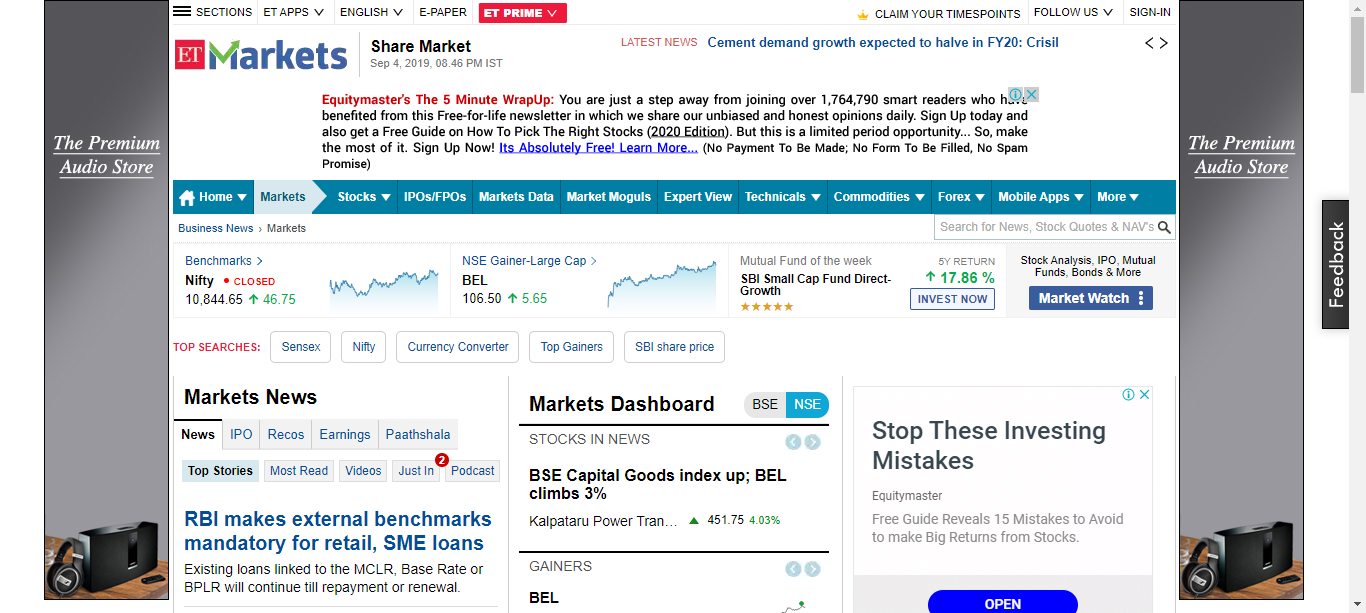 SECTIONS
ET APPS
ENGLISH
E-PAPER
ET PRIME
CLAIM YOUR TIMESPOINTS
FOLLOW US
SIGN-IN
ET Markets
Share Market
Sep 4, 2019, 08.46 PM IST
LATEST NEWS
Cement demand growth expected to halve in FY20: Crisil
Equitymaster's The 5 Minute WrapUp: You are just a step away from joining over 1,764,790 smart readers who have
benefited from this Free-for-life newsletter in which we share our unbiased and honest opinions daily. Sign Up today and
also get a Free Guide on How To Pick The Right Stocks (2020 Edition). But this is a limited period opportunity... So, make
the most of it. Sign Up Now! Its Absolutely Free! Learn More... (No Payment To Be Made; No Form To Be Filled, No Spam
Promise)
The Premium
Audio Store
The Premium
Audio Store
Home
Markets
Stocks
IPOs/FPOs
Markets Data
Market Moguls
Expert View
Technicals
Commodities
Forex
Mobile Apps
More
Business News › Markets
Search for News, Stock Quotes & NAV's
Feedback
Benchmarks
Nifty
CLOSED
10,844.65 46.75
NSE Gainer-Large Cap
BEL
106.50 5.65
Mutual Fund of the week
SBI Small Cap Fund Direct-
Growth
★★★★★
5Y RETURN
17.86 %
INVEST NOW
Stock Analysis, IPO, Mutual
Funds, Bonds & More
Market Watch
TOP SEARCHES:
Sensex
Nifty
Currency Converter
Top Gainers
SBI share price
Markets News
News
IPO
Recos
Earnings
Paathshala
Top Stories
Most Read
Videos
Just In
2
Podcast
RBI makes external benchmarks
mandatory for retail, SME loans
Existing loans linked to the MCLR, Base Rate or
BPLR will continue till repayment or renewal.
Markets Dashboard
BSE
NSE
STOCKS IN NEWS
BSE Capital Goods index up; BEL
climbs 3%
Kalpataru Power Tran... 451.75 4.03%
GAINERS
BEL
Stop These Investing
Mistakes
Equitymaster
Free Guide Reveals 15 Mistakes to Avoid
to make Big Returns from Stocks.
OPEN